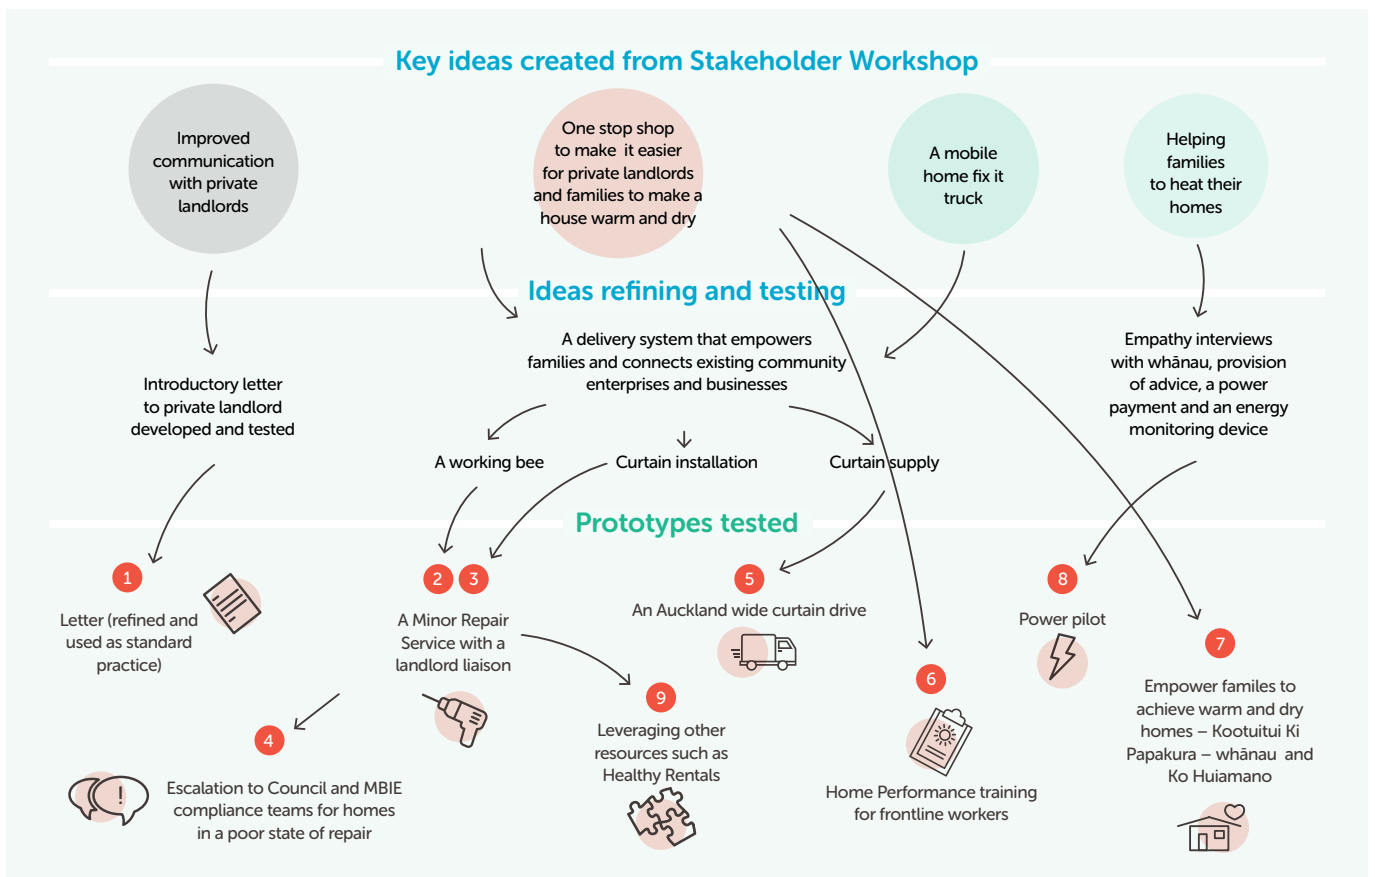 Key ideas created from Stakeholder Workshop
Improved
communication
with private
landlords
One stop shop
to make it easier
for private landlords
and families to make a
house warm and dry
A mobile
home fix it
truck
Helping
families
to heat their
homes
Ideas refining and testing
Introductory letter
to private landlord
developed and tested
A delivery system that empowers
families and connects existing community
enterprises and businesses
Empathy interviews
with whānau, provision
of advice, a power
payment and an energy
monitoring device
A working bee
Curtain installation
Curtain supply
Prototypes tested
1
Letter (refined and
used as standard
practice)
2 3
A Minor Repair
Service with a
landlord liaison
4
Escalation to Council and MBIE
compliance teams for homes
in a poor state of repair
5
An Auckland wide curtain drive
9
Leveraging other
resources such as
Healthy Rentals
6
Home Performance training
for frontline workers
8
Power pilot
7
Empower familes to
achieve warm and dry
homes – Kootuitui Ki
Papakura – whānau and
Ko Huiamano
!